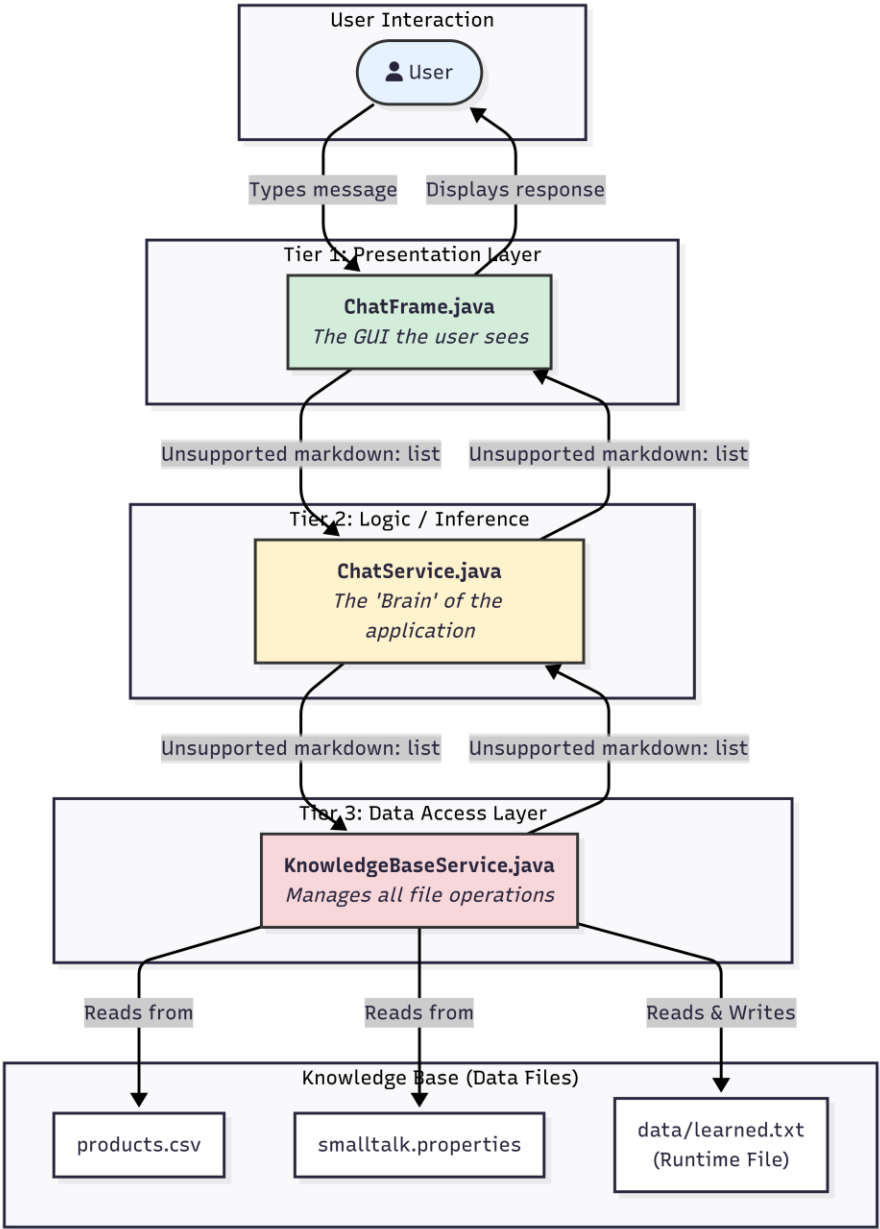 User Interaction
User
Types message
Displays response
Tier 1: Presentation Layer
ChatFrame.java
The GUI the user sees
Unsupported markdown: list
Unsupported markdown: list
Tier 2: Logic / Inference
ChatService.java
The 'Brain' of the
application
Unsupported markdown: list
Unsupported markdown: list
Tier 3: Data Access Layer
KnowledgeBaseService.java
Manages all file operations
Reads from
Reads from
Reads & Writes
Knowledge Base (Data Files)
products.csv
smalltalk.properties
data/learned.txt
(Runtime File)